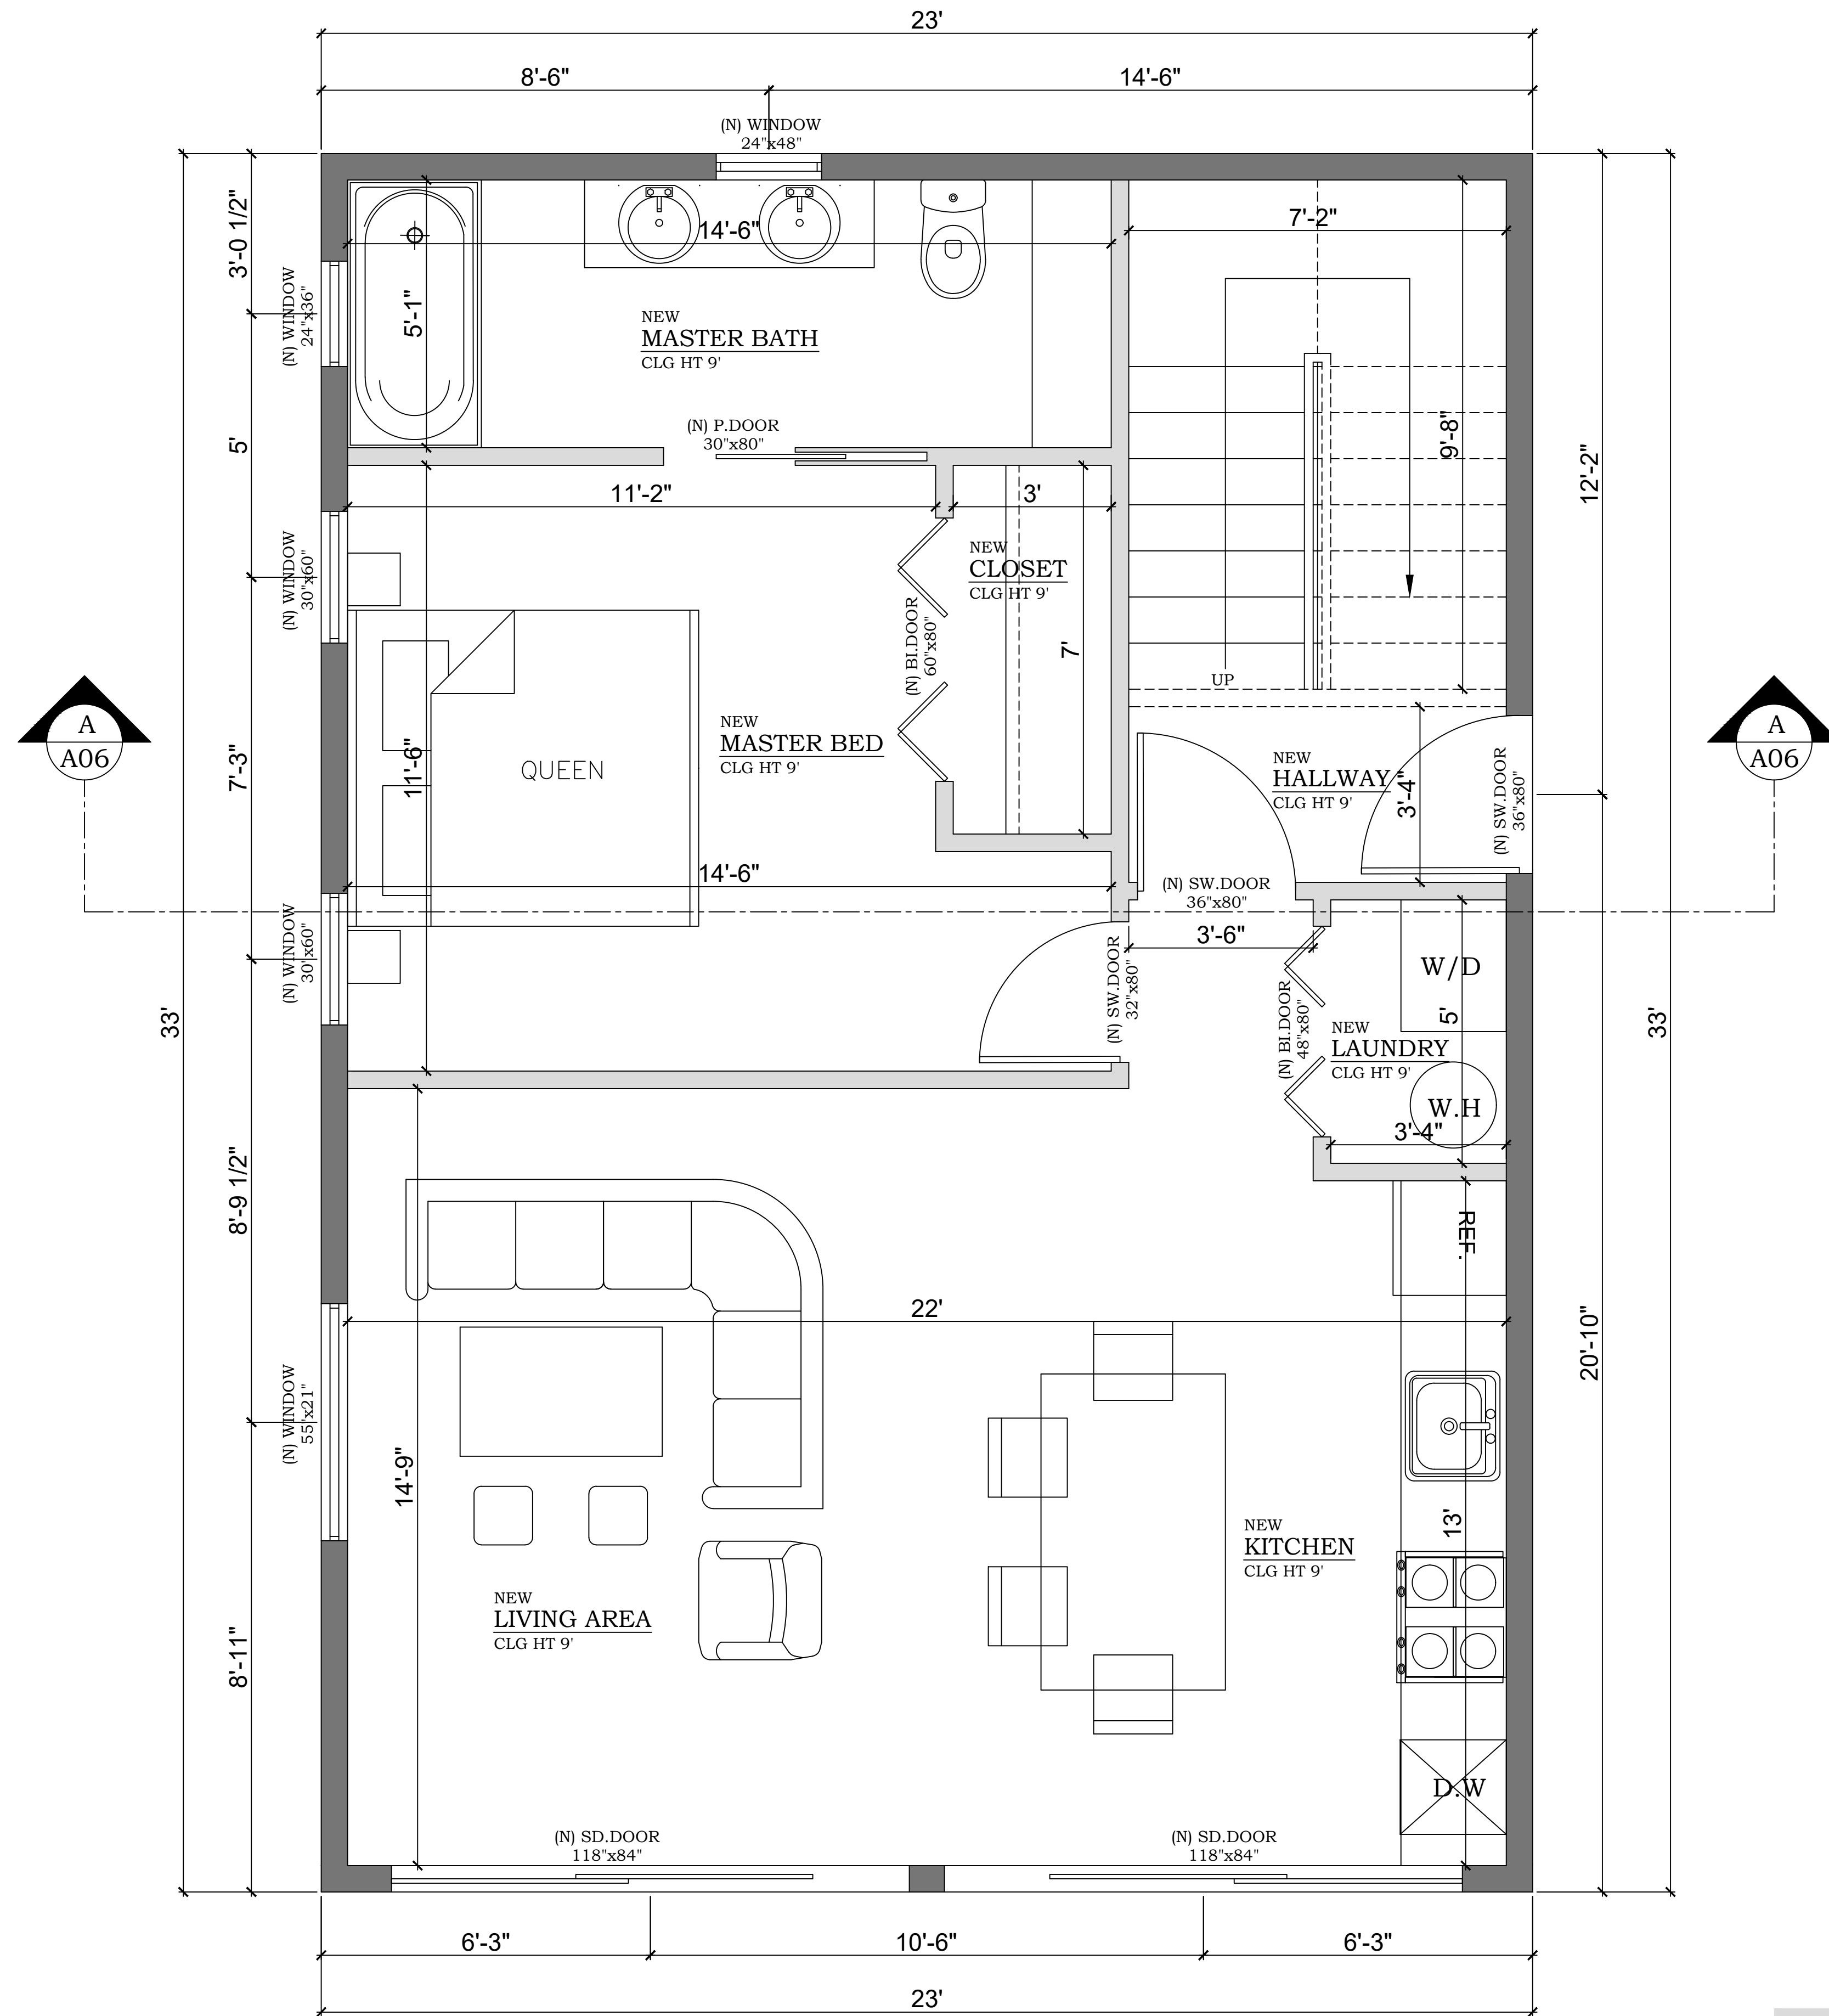 23'
8'-6"
14'-6"
(N) WINDOW
24"x48"
3'-0 1/2"
5'
7'-3"
8'-9 1/2"
8'-11"
33'
(N) WINDOW
24"x36"
(N) WINDOW
30"x60"
(N) WINDOW
30'x60"
(N) WINDOW
55"x21"
14'-6"
5'-1"
NEW
MASTER BATH
CLG HT 9'
(N) P.DOOR
30"x80"
7'-2"
9'-8"
UP
12'-2"
20'-10"
33'
11'-2"
3'
NEW
CLOSET
CLG HT 9'
7'
(N) BI.DOOR
60"x80"
NEW
MASTER BED
CLG HT 9'
QUEEN
11'-6"
14'-6"
A
A06
A
A06
NEW
HALLWAY
CLG HT 9'
3'-4"
(N) SW.DOOR
36"x80"
(N) SW.DOOR
36"x80"
3'-6"
(N) SW.DOOR
32"x80"
(N) BI.DOOR
48"x80"
W/D
5'
NEW
LAUNDRY
CLG HT 9'
W.H
3'-4"
REF.
22'
14'-9"
13'
NEW
KITCHEN
CLG HT 9'
NEW
LIVING AREA
CLG HT 9'
D.W
(N) SD.DOOR
118"x84"
(N) SD.DOOR
118"x84"
6'-3"
10'-6"
6'-3"
23'